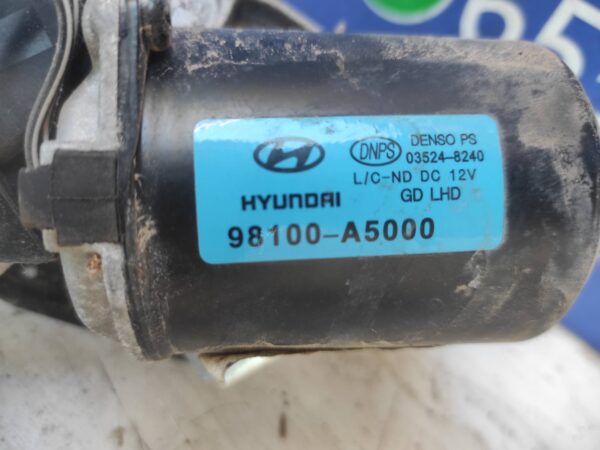 HYUNDAI
98100-A5000
DNPS
DENSO PS
03524-8240
L/C-ND DC 12V
GD LHD